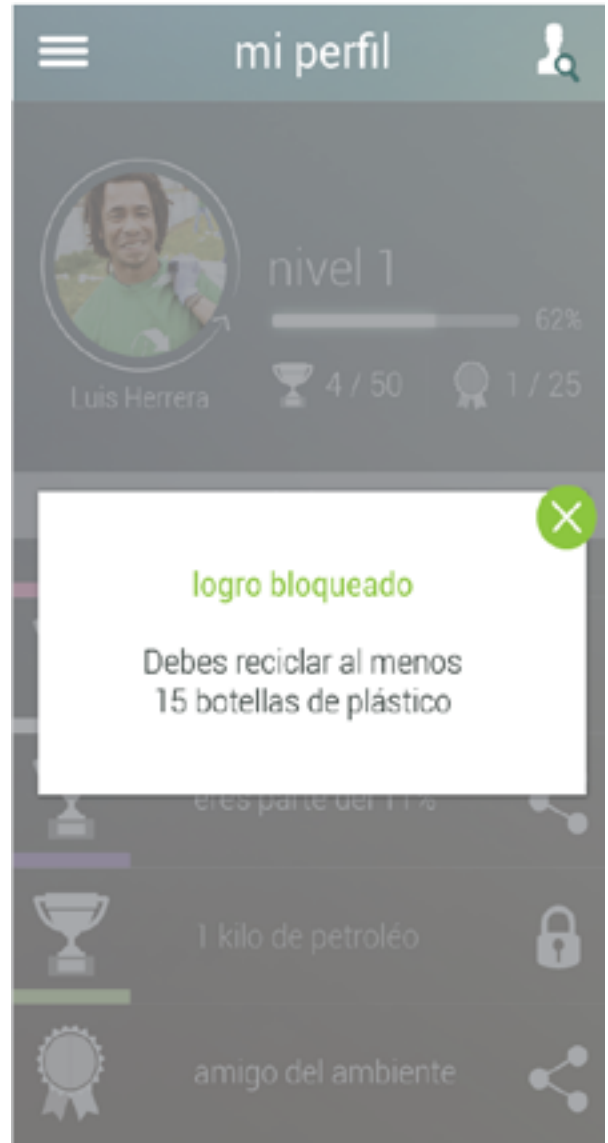 mi perfil
nivel 1
62%
Luis Herrera
4 / 50
1 / 25
logro bloqueado
Debes reciclar al menos
15 botellas de plástico
eres parte del 11%
1 kilo de petroléo
amigo del ambiente